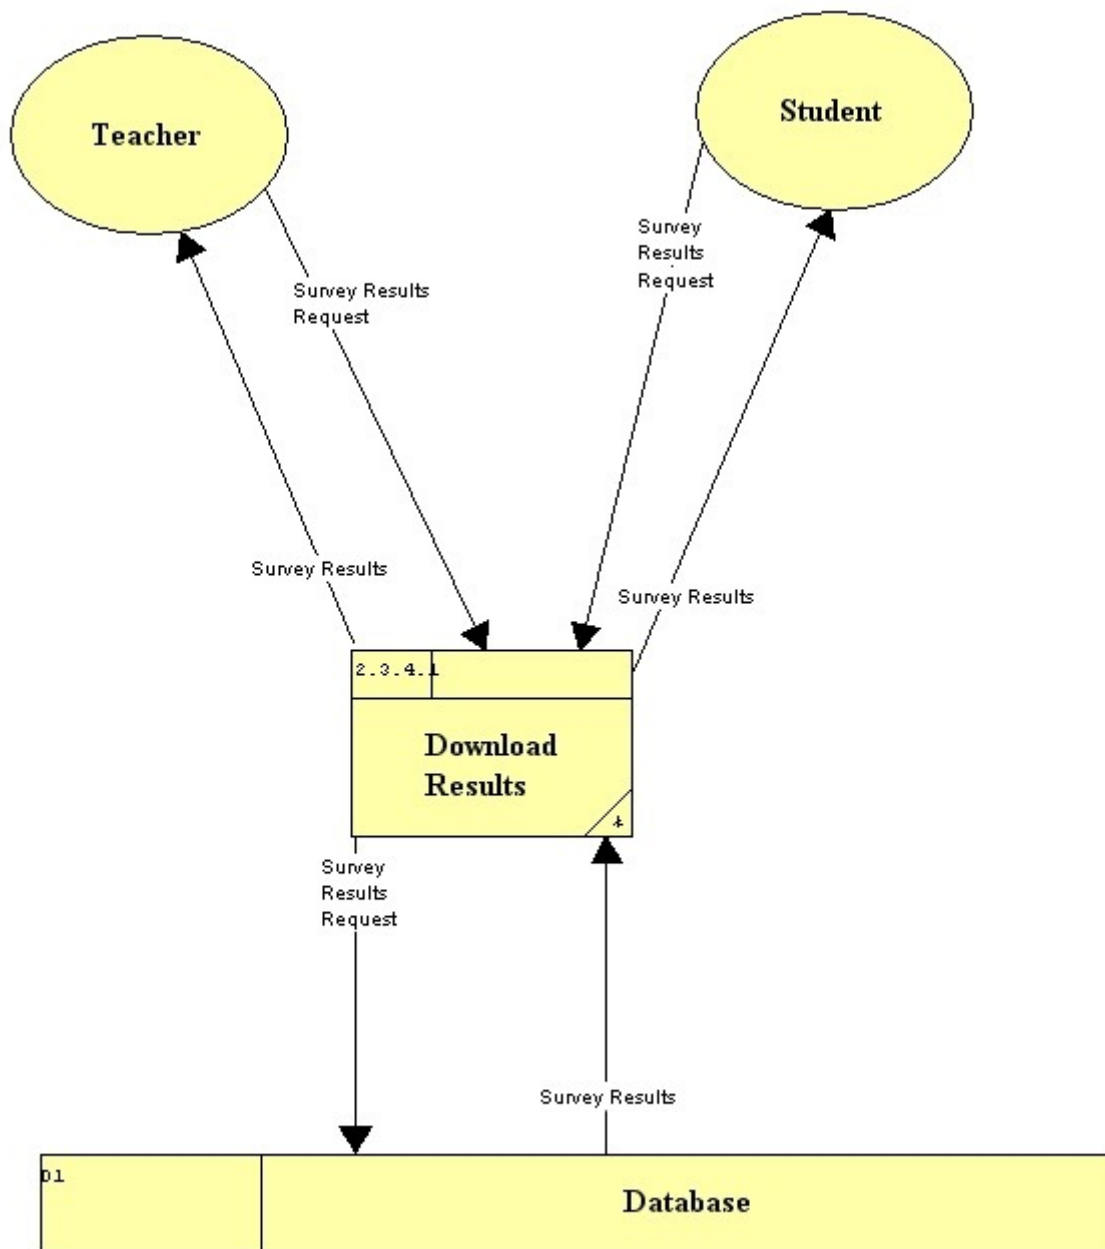 Teacher
Student
Survey
Results
Request
Survey Results
Request
Survey Results
Survey Results
2.3.4.1
Download
Results
*
Survey
Results
Request
Survey Results
D1
Database